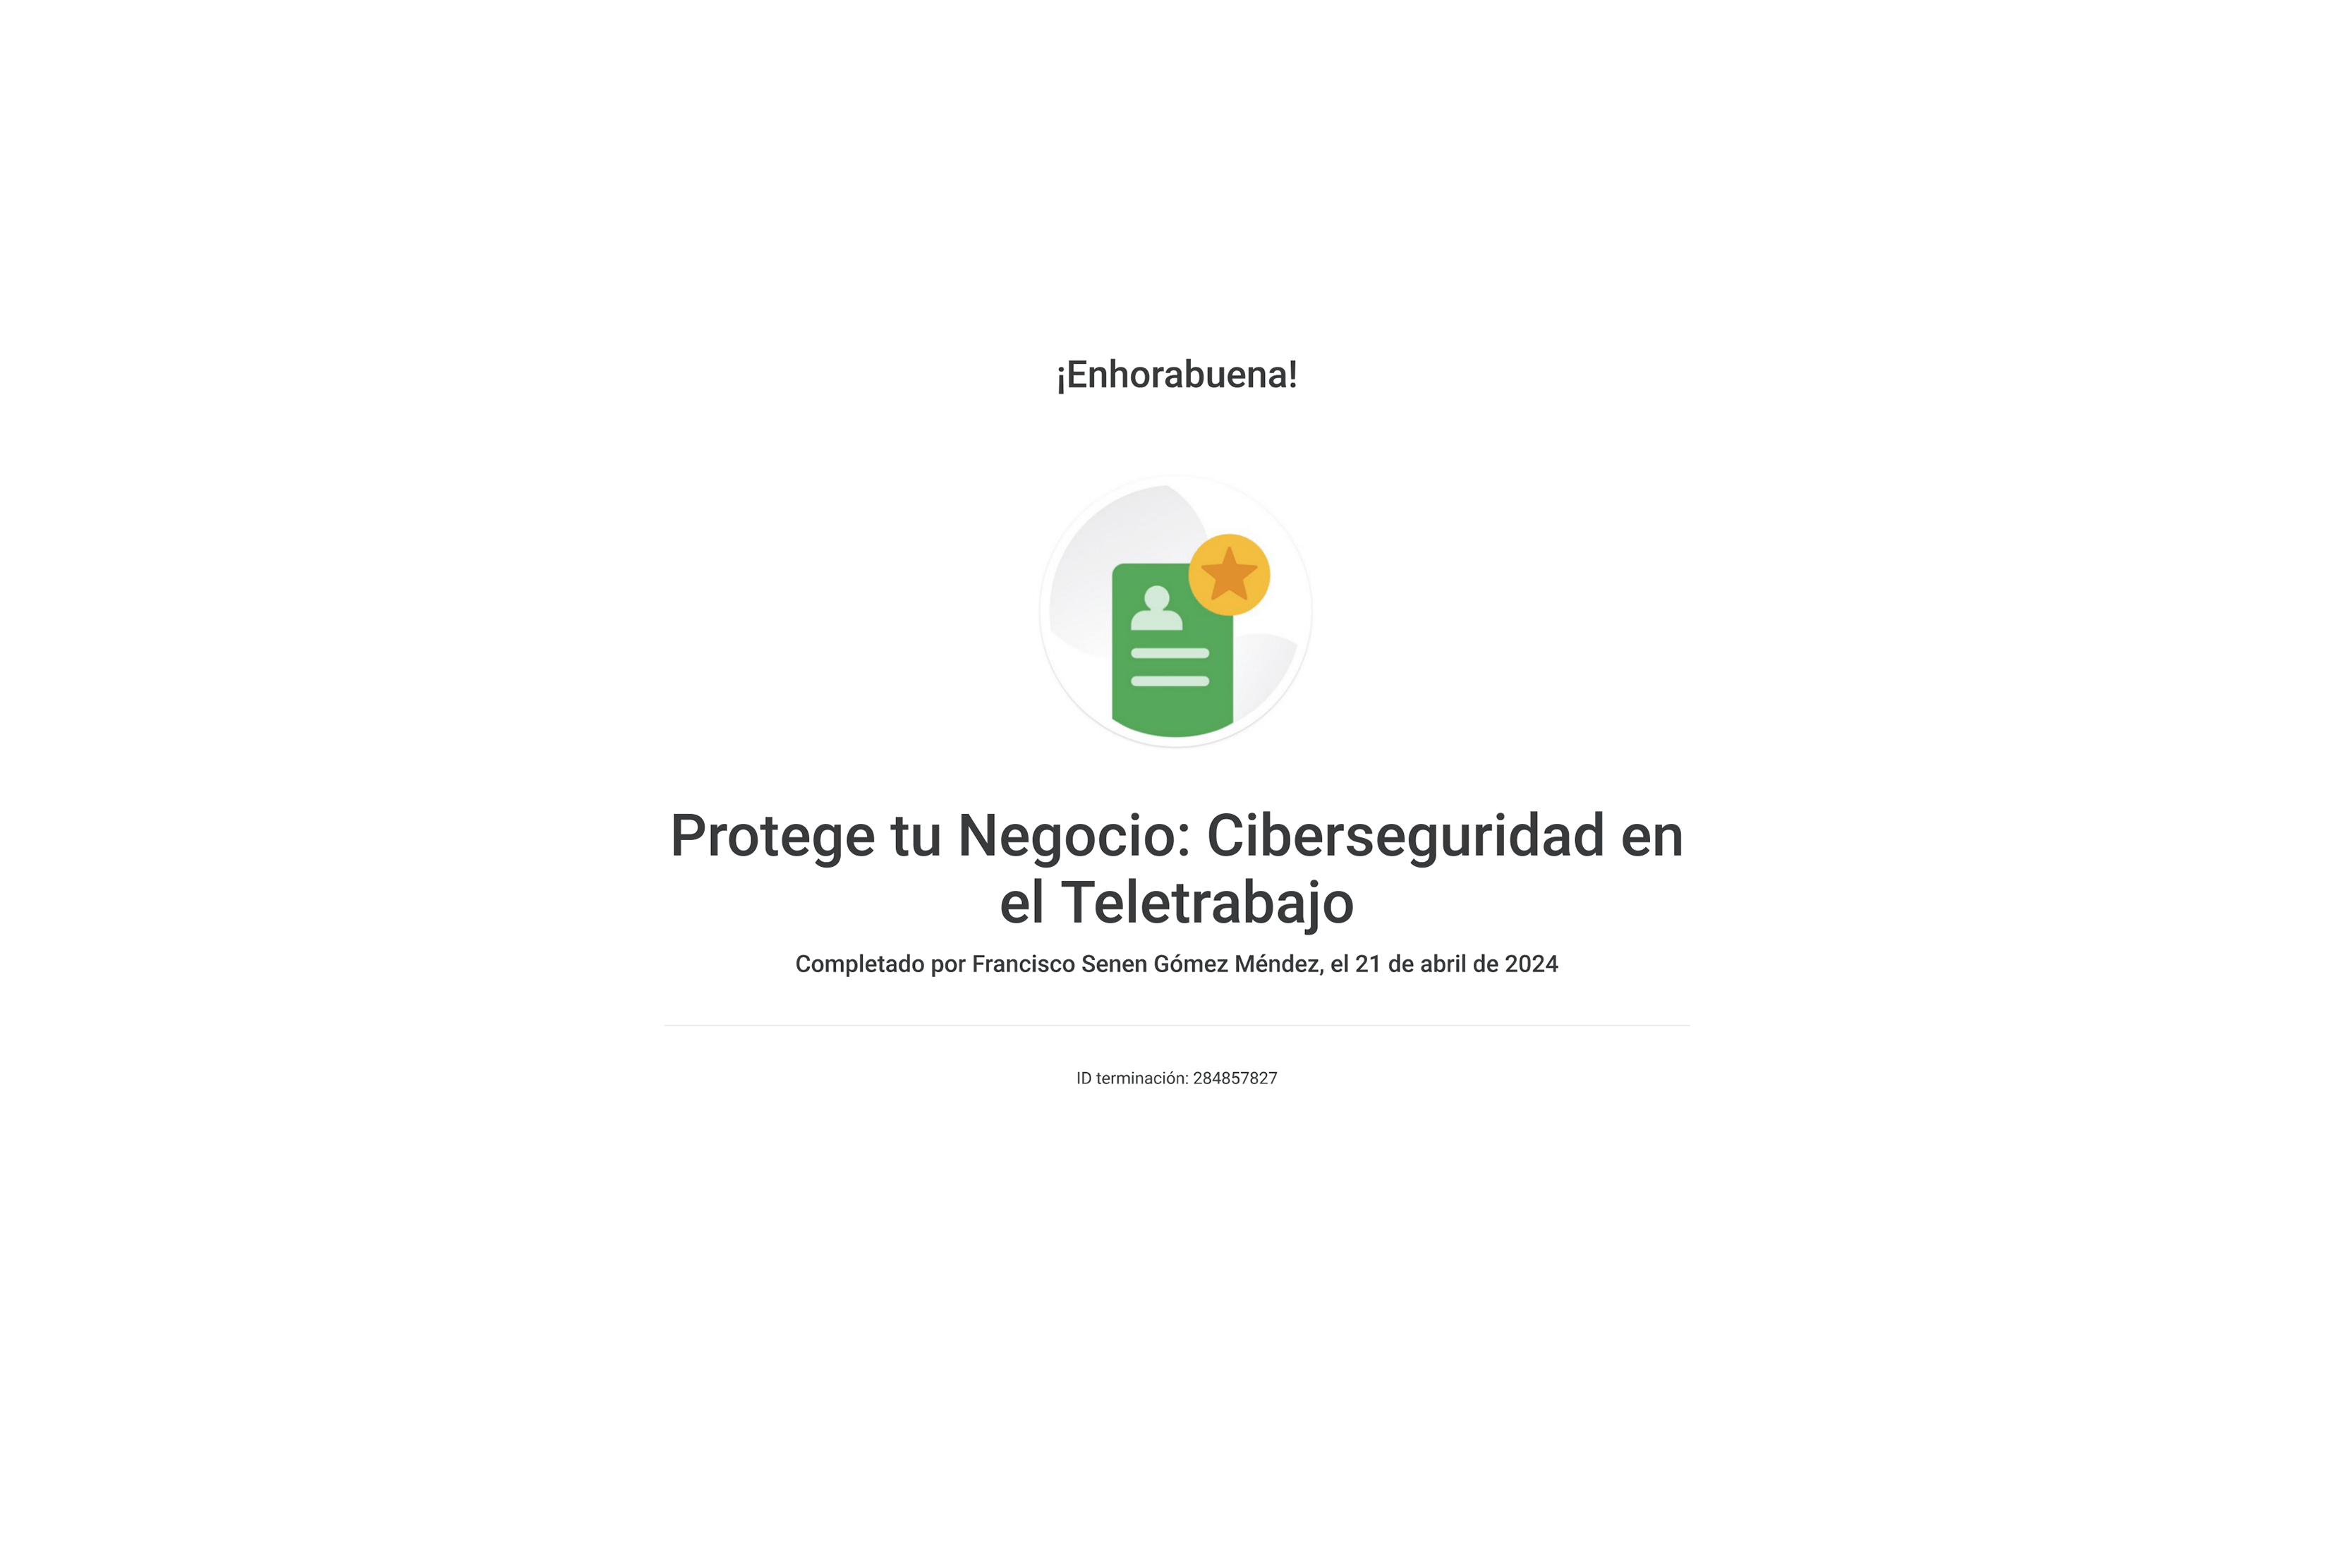 ¡Enhorabuena!
Protege tu Negocio: Ciberseguridad en
el Teletrabajo
Completado por Francisco Senen Gómez Méndez, el 21 de abril de 2024
ID terminación: 284857827